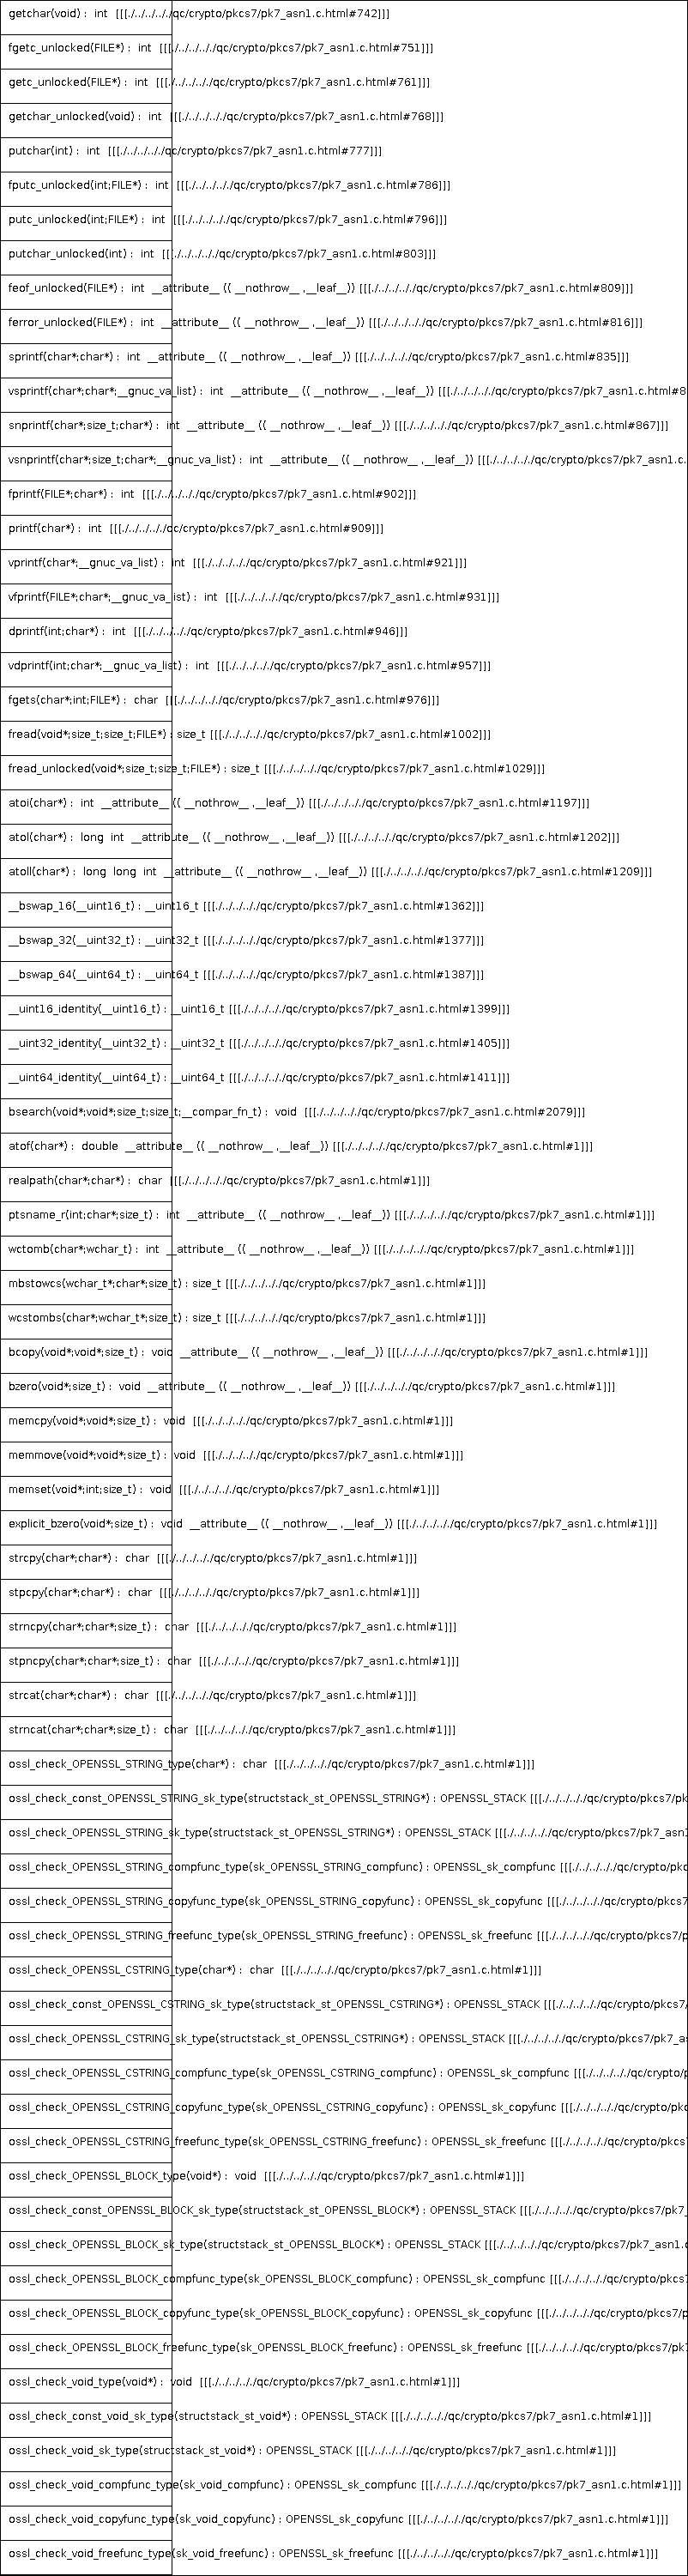 getchar(void) : int [[[./../../../../qc/crypto/pkcs7/pk7_asn1.c.html#742]]]
fgetc_unlocked(FILE*) : int [[[./../../../../qc/crypto/pkcs7/pk7_asn1.c.html#751]]]
getc_unlocked(FILE*) : int [[[./../../../../qc/crypto/pkcs7/pk7_asn1.c.html#761]]]
getchar_unlocked(void) : int [[[./../../../../qc/crypto/pkcs7/pk7_asn1.c.html#768]]]
putchar(int) : int [[[./../../../../qc/crypto/pkcs7/pk7_asn1.c.html#777]]]
fputc_unlocked(int;FILE*) : int [[[./../../../../qc/crypto/pkcs7/pk7_asn1.c.html#786]]]
putc_unlocked(int;FILE*) : int [[[./../../../../qc/crypto/pkcs7/pk7_asn1.c.html#796]]]
putchar_unlocked(int) : int [[[./../../../../qc/crypto/pkcs7/pk7_asn1.c.html#803]]]
feof_unlocked(FILE*) : int __attribute__ (( __nothrow__ ,__leaf__)) [[[./../../../../qc/crypto/pkcs7/pk7_asn1.c.html#809]]]
ferror_unlocked(FILE*) : int __attribute__ (( __nothrow__ ,__leaf__)) [[[./../../../../qc/crypto/pkcs7/pk7_asn1.c.html#816]]]
sprintf(char*;char*) : int __attribute__ (( __nothrow__ ,__leaf__)) [[[./../../../../qc/crypto/pkcs7/pk7_asn1.c.html#835]]]
vsprintf(char*;char*;__gnuc_va_list) : int __attribute__ (( __nothrow__ ,__leaf__)) [[[./../../../../qc/crypto/pkcs7/pk7_asn1.c.html#8
snprintf(char*;size_t;char*) : int __attribute__ (( __nothrow__ ,__leaf__)) [[[./../../../../qc/crypto/pkcs7/pk7_asn1.c.html#867]]]
vsnprintf(char*;size_t;char*;__gnuc_va_list) : int __attribute__ (( __nothrow__ ,__leaf__)) [[[./../../../../qc/crypto/pkcs7/pk7_asn1.c.
fprintf(FILE*;char*) : int [[[./../../../../qc/crypto/pkcs7/pk7_asn1.c.html#902]]]
printf(char*) : int [[[./../../../../qc/crypto/pkcs7/pk7_asn1.c.html#909]]]
vprintf(char*;__gnuc_va_list) : int [[[./../../../../qc/crypto/pkcs7/pk7_asn1.c.html#921]]]
vfprintf(FILE*;char*;__gnuc_va_list) : int [[[./../../../../qc/crypto/pkcs7/pk7_asn1.c.html#931]]]
dprintf(int;char*) : int [[[./../../../../qc/crypto/pkcs7/pk7_asn1.c.html#946]]]
vdprintf(int;char*;__gnuc_va_list) : int [[[./../../../../qc/crypto/pkcs7/pk7_asn1.c.html#957]]]
fgets(char*;int;FILE*) : char [[[./../../../../qc/crypto/pkcs7/pk7_asn1.c.html#976]]]
fread(void*;size_t;size_t;FILE*) : size_t [[[./../../../../qc/crypto/pkcs7/pk7_asn1.c.html#1002]]]
fread_unlocked(void*;size_t;size_t;FILE*) : size_t [[[./../../../../qc/crypto/pkcs7/pk7_asn1.c.html#1029]]]
atoi(char*) : int __attribute__ (( __nothrow__ ,__leaf__)) [[[./../../../../qc/crypto/pkcs7/pk7_asn1.c.html#1197]]]
atol(char*) : long int __attribute__ (( __nothrow__ ,__leaf__)) [[[./../../../../qc/crypto/pkcs7/pk7_asn1.c.html#1202]]]
atoll(char*) : long long int __attribute__ (( __nothrow__ ,__leaf__)) [[[./../../../../qc/crypto/pkcs7/pk7_asn1.c.html#1209]]]
__bswap_16(__uint16_t) : __uint16_t [[[./../../../../qc/crypto/pkcs7/pk7_asn1.c.html#1362]]]
__bswap_32(__uint32_t) : __uint32_t [[[./../../../../qc/crypto/pkcs7/pk7_asn1.c.html#1377]]]
__bswap_64(__uint64_t) : __uint64_t [[[./../../../../qc/crypto/pkcs7/pk7_asn1.c.html#1387]]]
__uint16_identity(__uint16_t) : __uint16_t [[[./../../../../qc/crypto/pkcs7/pk7_asn1.c.html#1399]]]
__uint32_identity(__uint32_t) : __uint32_t [[[./../../../../qc/crypto/pkcs7/pk7_asn1.c.html#1405]]]
__uint64_identity(__uint64_t) : __uint64_t [[[./../../../../qc/crypto/pkcs7/pk7_asn1.c.html#1411]]]
bsearch(void*;void*;size_t;size_t;__compar_fn_t) : void [[[./../../../../qc/crypto/pkcs7/pk7_asn1.c.html#2079]]]
atof(char*) : double __attribute__ (( __nothrow__ ,__leaf__)) [[[./../../../../qc/crypto/pkcs7/pk7_asn1.c.html#1]]]
realpath(char*;char*) : char [[[./../../../../qc/crypto/pkcs7/pk7_asn1.c.html#1]]]
ptsname_r(int;char*;size_t) : int __attribute__ (( __nothrow__ ,__leaf__)) [[[./../../../../qc/crypto/pkcs7/pk7_asn1.c.html#1]]]
wctomb(char*;wchar_t) : int __attribute__ (( __nothrow__ ,__leaf__)) [[[./../../../../qc/crypto/pkcs7/pk7_asn1.c.html#1]]]
mbstowcs(wchar_t*;char*;size_t) : size_t [[[./../../../../qc/crypto/pkcs7/pk7_asn1.c.html#1]]]
wcstombs(char*;wchar_t*;size_t) : size_t [[[./../../../../qc/crypto/pkcs7/pk7_asn1.c.html#1]]]
bcopy(void*;void*;size_t) : void __attribute__ (( __nothrow__ ,__leaf__)) [[[./../../../../qc/crypto/pkcs7/pk7_asn1.c.html#1]]]
bzero(void*;size_t) : void __attribute__ (( __nothrow__ ,__leaf__)) [[[./../../../../qc/crypto/pkcs7/pk7_asn1.c.html#1]]]
memcpy(void*;void*;size_t) : void [[[./../../../../qc/crypto/pkcs7/pk7_asn1.c.html#1]]]
memmove(void*;void*;size_t) : void [[[./../../../../qc/crypto/pkcs7/pk7_asn1.c.html#1]]]
memset(void*;int;size_t) : void [[[./../../../../qc/crypto/pkcs7/pk7_asn1.c.html#1]]]
explicit_bzero(void*;size_t) : void __attribute__ (( __nothrow__ ,__leaf__)) [[[./../../../../qc/crypto/pkcs7/pk7_asn1.c.html#1]]]
strcpy(char*;char*) : char [[[./../../../../qc/crypto/pkcs7/pk7_asn1.c.html#1]]]
stpcpy(char*;char*) : char [[[./../../../../qc/crypto/pkcs7/pk7_asn1.c.html#1]]]
strncpy(char*;char*;size_t) : char [[[./../../../../qc/crypto/pkcs7/pk7_asn1.c.html#1]]]
stpncpy(char*;char*;size_t) : char [[[./../../../../qc/crypto/pkcs7/pk7_asn1.c.html#1]]]
strcat(char*;char*) : char [[[./../../../../qc/crypto/pkcs7/pk7_asn1.c.html#1]]]
strncat(char*;char*;size_t) : char [[[./../../../../qc/crypto/pkcs7/pk7_asn1.c.html#1]]]
ossl_check_OPENSSL_STRING_type(char*) : char [[[./../../../../qc/crypto/pkcs7/pk7_asn1.c.html#1]]]
ossl_check_const_OPENSSL_STRING_sk_type(structstack_st_OPENSSL_STRING*) : OPENSSL_STACK [[[./../../../../qc/crypto/pkcs7/pk
ossl_check_OPENSSL_STRING_sk_type(structstack_st_OPENSSL_STRING*) : OPENSSL_STACK [[[./../../../../qc/crypto/pkcs7/pk7_asn1
ossl_check_OPENSSL_STRING_compfunc_type(sk_OPENSSL_STRING_compfunc) : OPENSSL_sk_compfunc [[[./../../../../qc/crypto/pkc
ossl_check_OPENSSL_STRING_copyfunc_type(sk_OPENSSL_STRING_copyfunc) : OPENSSL_sk_copyfunc [[[./../../../../qc/crypto/pkcs7
ossl_check_OPENSSL_STRING_freefunc_type(sk_OPENSSL_STRING_freefunc) : OPENSSL_sk_freefunc [[[./../../../../qc/crypto/pkcs7/p
ossl_check_OPENSSL_CSTRING_type(char*) : char [[[./../../../../qc/crypto/pkcs7/pk7_asn1.c.html#1]]]
ossl_check_const_OPENSSL_CSTRING_sk_type(structstack_st_OPENSSL_CSTRING*) : OPENSSL_STACK [[[./../../../../qc/crypto/pkcs7/
ossl_check_OPENSSL_CSTRING_sk_type(structstack_st_OPENSSL_CSTRING*) : OPENSSL_STACK [[[./../../../../qc/crypto/pkcs7/pk7_as
ossl_check_OPENSSL_CSTRING_compfunc_type(sk_OPENSSL_CSTRING_compfunc) : OPENSSL_sk_compfunc [[[./../../../../qc/crypto/p
ossl_check_OPENSSL_CSTRING_copyfunc_type(sk_OPENSSL_CSTRING_copyfunc) : OPENSSL_sk_copyfunc [[[./../../../../qc/crypto/pkc
ossl_check_OPENSSL_CSTRING_freefunc_type(sk_OPENSSL_CSTRING_freefunc) : OPENSSL_sk_freefunc [[[./../../../../qc/crypto/pkcs7
ossl_check_OPENSSL_BLOCK_type(void*) : void [[[./../../../../qc/crypto/pkcs7/pk7_asn1.c.html#1]]]
ossl_check_const_OPENSSL_BLOCK_sk_type(structstack_st_OPENSSL_BLOCK*) : OPENSSL_STACK [[[./../../../../qc/crypto/pkcs7/pk7_
ossl_check_OPENSSL_BLOCK_sk_type(structstack_st_OPENSSL_BLOCK*) : OPENSSL_STACK [[[./../../../../qc/crypto/pkcs7/pk7_asn1.c
ossl_check_OPENSSL_BLOCK_compfunc_type(sk_OPENSSL_BLOCK_compfunc) : OPENSSL_sk_compfunc [[[./../../../../qc/crypto/pkcs7
ossl_check_OPENSSL_BLOCK_copyfunc_type(sk_OPENSSL_BLOCK_copyfunc) : OPENSSL_sk_copyfunc [[[./../../../../qc/crypto/pkcs7/p
ossl_check_OPENSSL_BLOCK_freefunc_type(sk_OPENSSL_BLOCK_freefunc) : OPENSSL_sk_freefunc [[[./../../../../qc/crypto/pkcs7/pk7
ossl_check_void_type(void*) : void [[[./../../../../qc/crypto/pkcs7/pk7_asn1.c.html#1]]]
ossl_check_const_void_sk_type(structstack_st_void*) : OPENSSL_STACK [[[./../../../../qc/crypto/pkcs7/pk7_asn1.c.html#1]]]
ossl_check_void_sk_type(structstack_st_void*) : OPENSSL_STACK [[[./../../../../qc/crypto/pkcs7/pk7_asn1.c.html#1]]]
ossl_check_void_compfunc_type(sk_void_compfunc) : OPENSSL_sk_compfunc [[[./../../../../qc/crypto/pkcs7/pk7_asn1.c.html#1]]]
ossl_check_void_copyfunc_type(sk_void_copyfunc) : OPENSSL_sk_copyfunc [[[./../../../../qc/crypto/pkcs7/pk7_asn1.c.html#1]]]
ossl_check_void_freefunc_type(sk_void_freefunc) : OPENSSL_sk_freefunc [[[./../../../../qc/crypto/pkcs7/pk7_asn1.c.html#1]]]